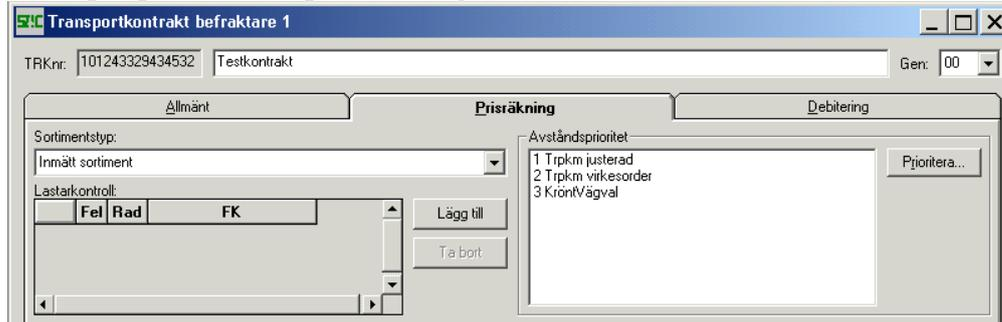 SDC Transportkontrakt befraktare 1
TRKnr: 101243329434532 Testkontrakt Gen: 00
Allmänt Prisräkning Debitering
Sortimentstyp: Avståndsprioritet
Inmätt sortiment 1 Trpkm justerad Prioritera...
2 Trpkm virkesorder
Lastarkontroll: 3 KröntVägval
Fel Rad FK Lägg till
Ta bort